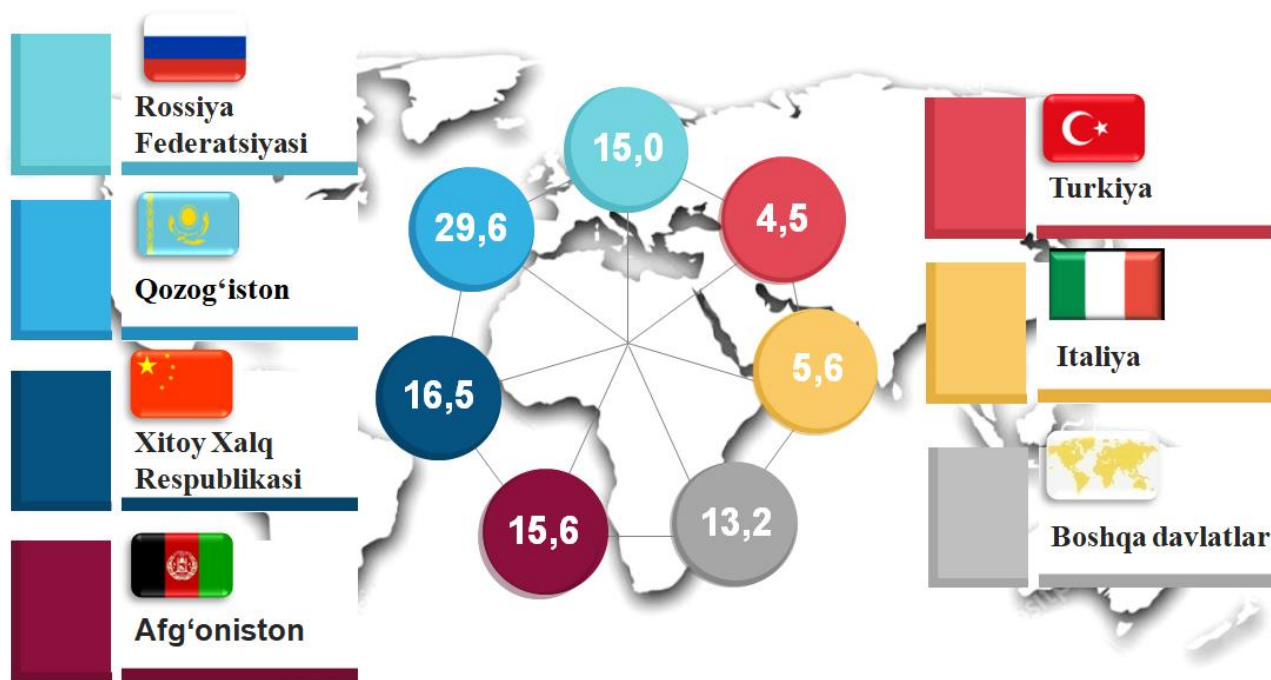 Rossiya
Federatsiyasi
Qozog‘iston
Xitoy Xalq
Respublikasi
Afg‘oniston
15,0
29,6
4,5
16,5
5,6
15,6
13,2
Turkiya
Italiya
Boshqa davlatlar